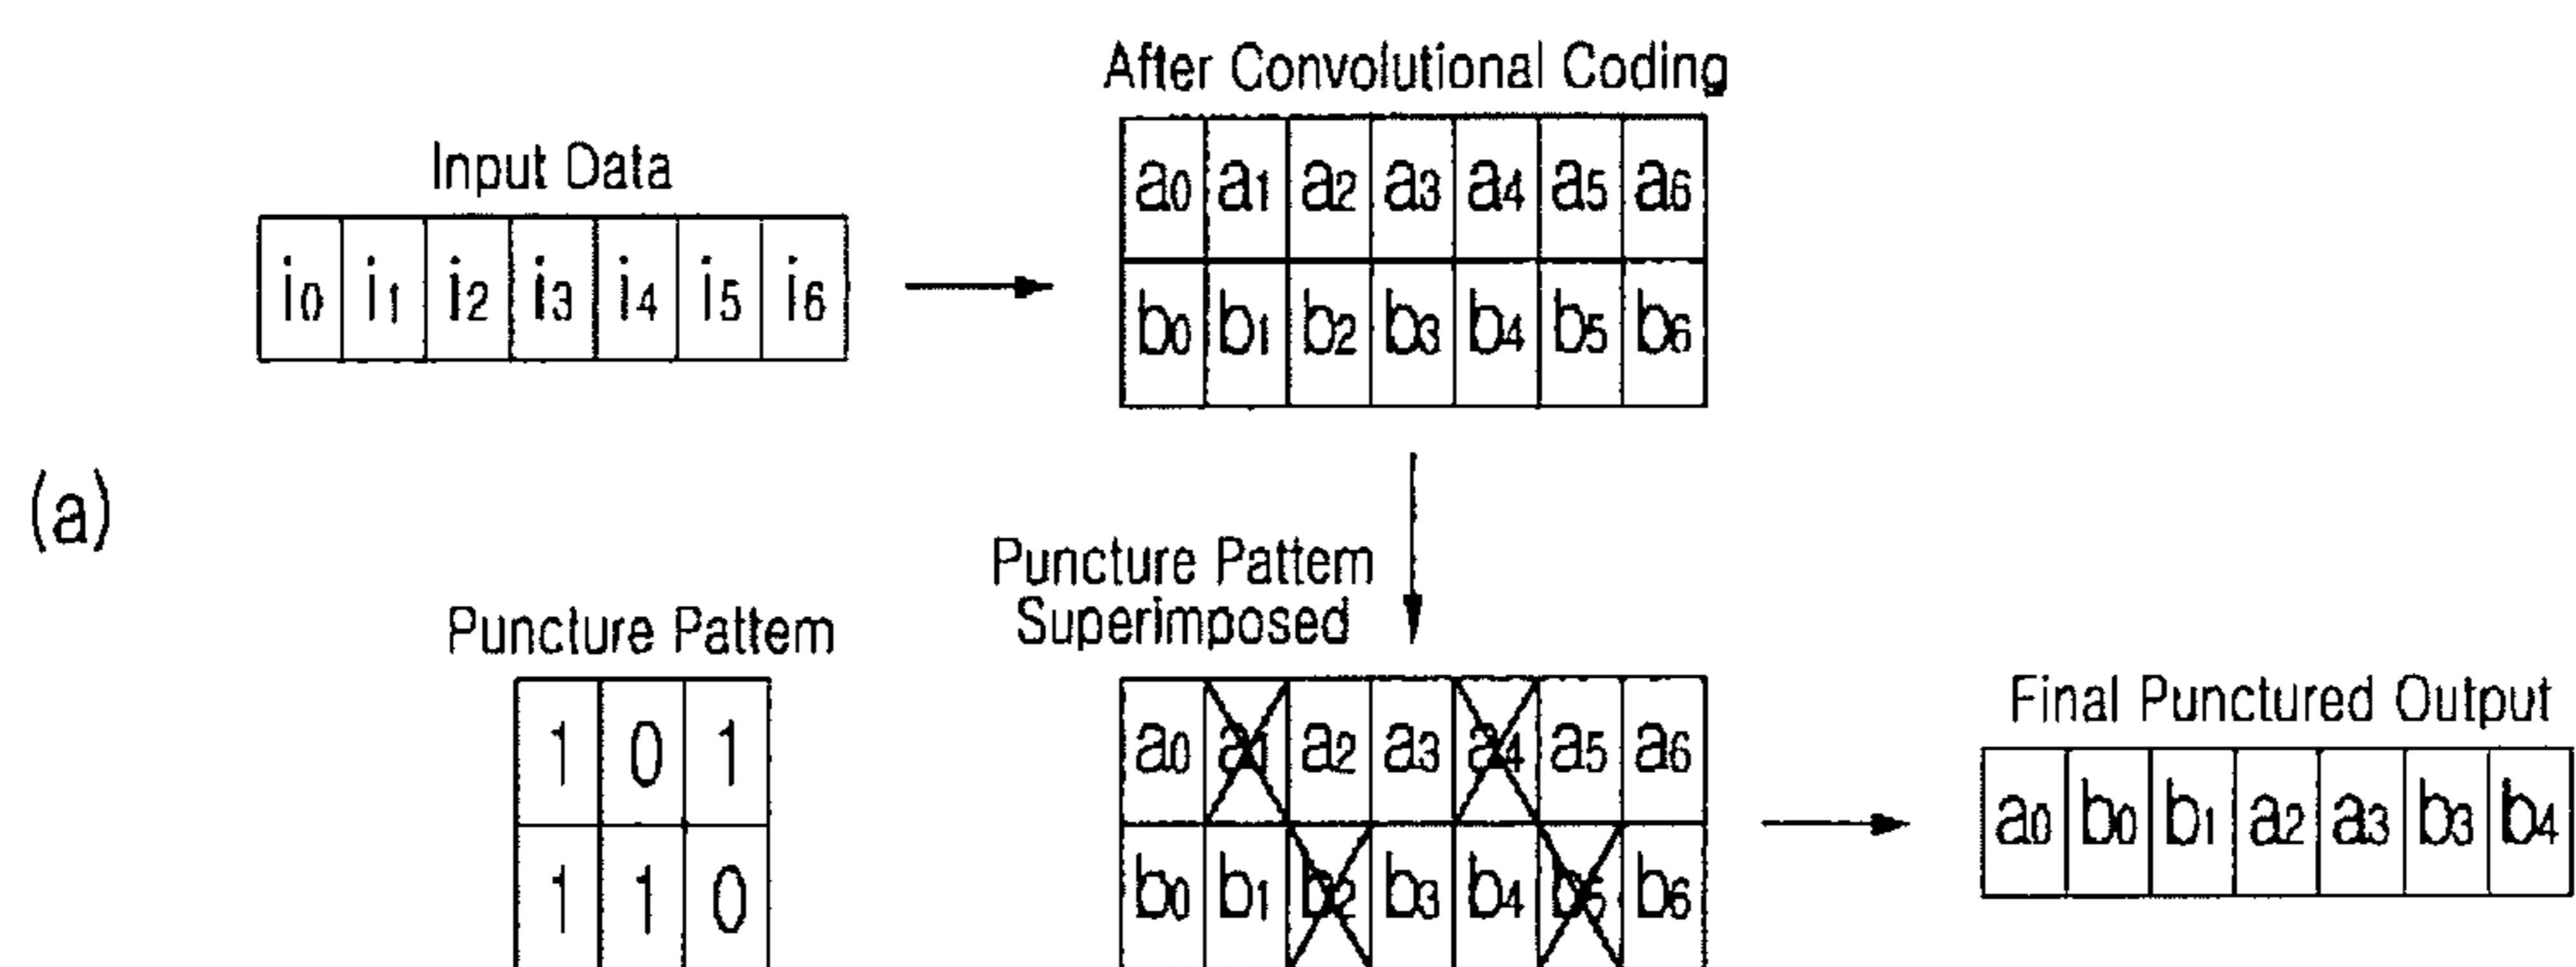 After Convolutional Coding
a0 a1 a2 a3 a4 a5 a6
b0 b1 b2 b3 b4 b5 b6
Input Data
i0 i1 i2 i3 i4 i5 i6
(a)
Puncture Pattem
Superimposed
Puncture Pattem
1 0 1
1 1 0
a0 a1 a2 a3 a4 a5 a6
b0 b1 b2 b3 b4 b5 b6
Final Punctured Output
a0 b0 b1 a2 a3 b3 b4